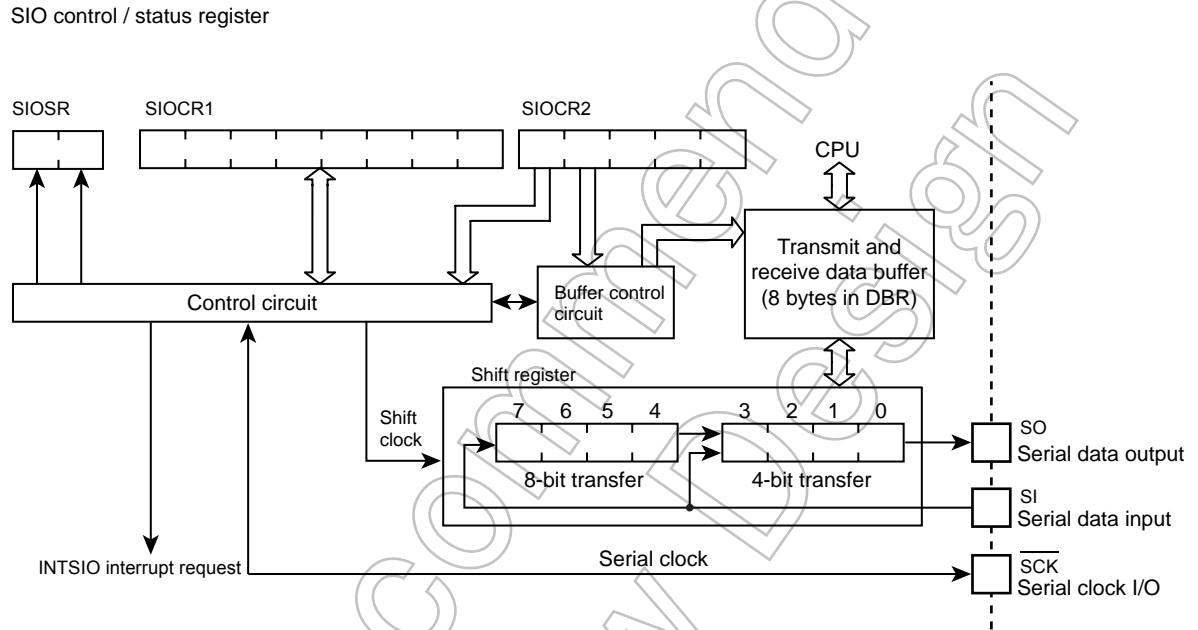 SIO control / status register
SIOSR
SIOCR1
SIOCR2
CPU
Transmit and
receive data buffer
(8 bytes in DBR)
Control circuit
Buffer control
circuit
Shift register
7 6 5 4 3 2 1 0
Shift
clock
8-bit transfer
4-bit transfer
SO
Serial data output
SI
Serial data input
INTSIO interrupt request
Serial clock
SCK
Serial clock I/O
commend
Design